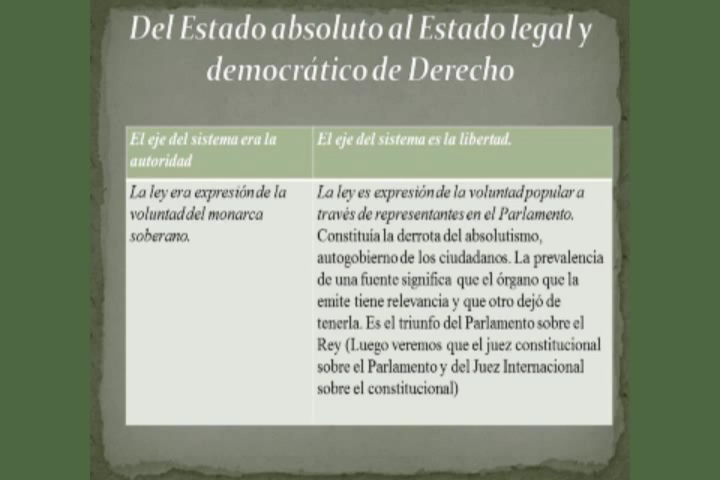 Del Estado absoluto al Estado legal y
democrático de Derecho
El eje del sistema era la
autoridad
El eje del sistema es la libertad.
La ley era expresión de la
voluntad del monarca
soberano.
La ley es expresión de la voluntad popular a
través de representantes en el Parlamento.
Constituía la derrota del absolutismo,
autogobierno de los ciudadanos. La prevalencia
de una fuente significa que el órgano que la
emite tiene relevancia y que otro dejó de
tenerla. Es el triunfo del Parlamento sobre el
Rey (Luego veremos que el juez constitucional
sobre el Parlamento y del Juez Internacional
sobre el constitucional)